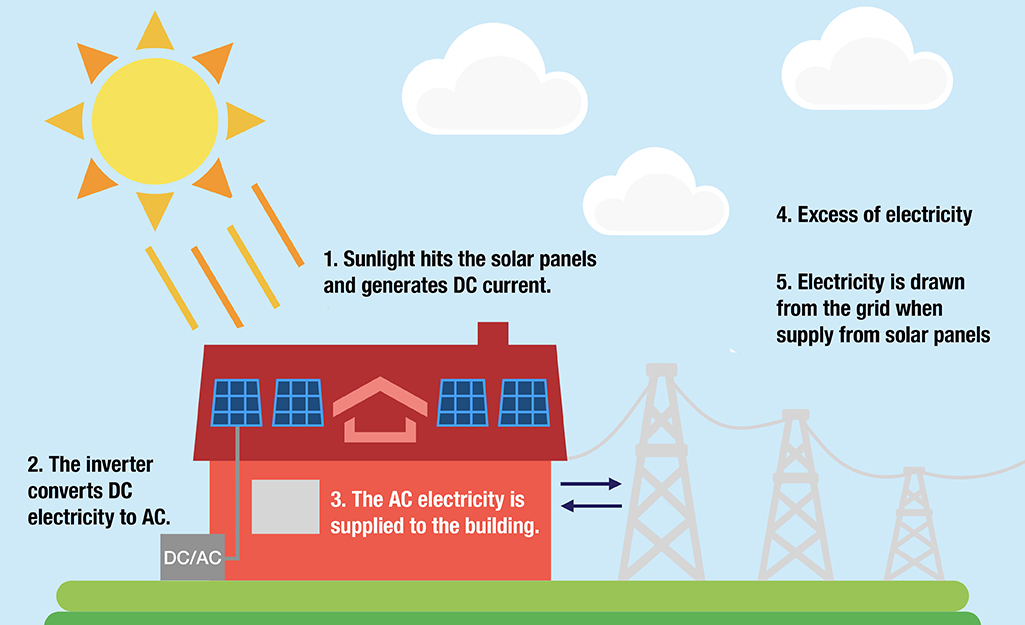 1. Sunlight hits the solar panels
and generates DC current.
2. The inverter
converts DC
electricity to AC.
DC/AC
3. The AC electricity is
supplied to the building.
4. Excess of electricity
5. Electricity is drawn
from the grid when
supply from solar panels